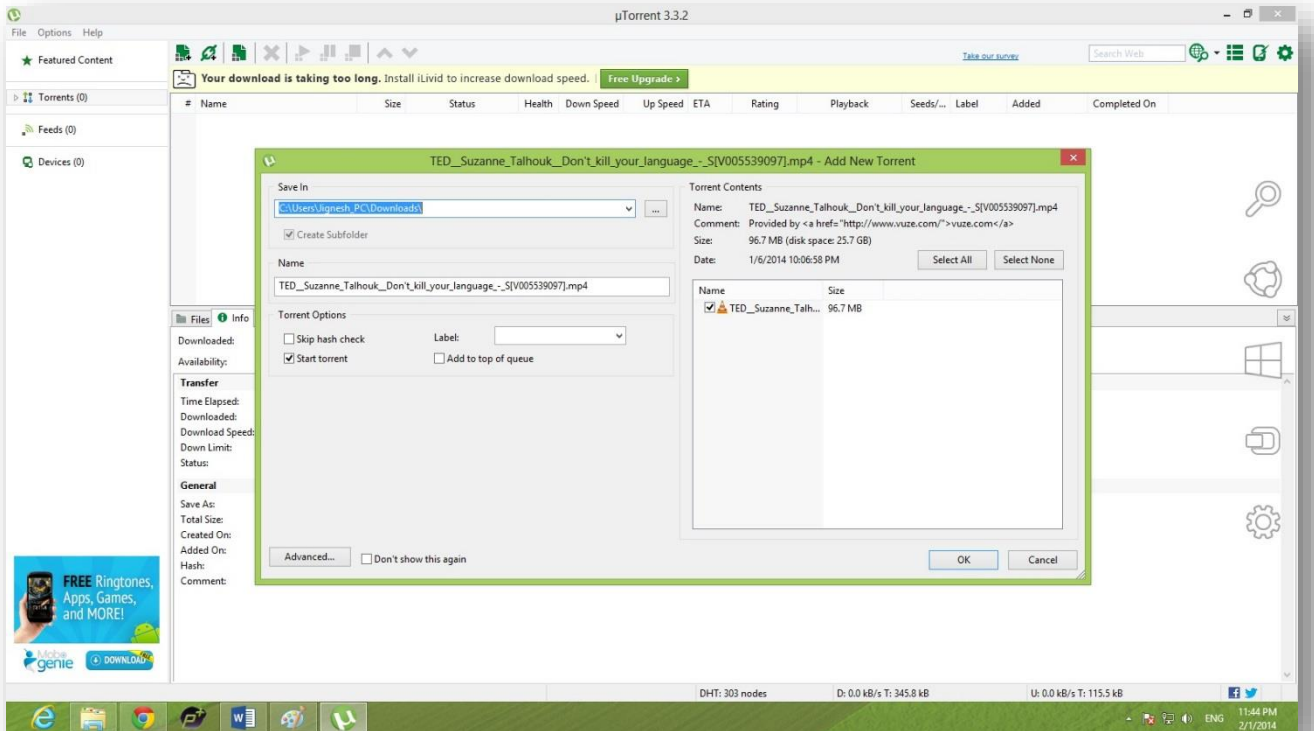 µTorrent 3.3.2
File Options Help
Featured Content
Torrents (0)
Feeds (0)
Devices (0)
Take our survey
Search Web
Your download is taking too long. Install iLivid to increase download speed. Free Upgrade >
# Name Size Status Health Down Speed Up Speed ETA Rating Playback Seeds/... Label Added Completed On
TED__Suzanne_Talhouk__Don't_kill_your_language_-_S[V005539097].mp4 - Add New Torrent
Save In
C:\Users\Jignesh_PC\Downloads\
...
Create Subfolder
Name
TED__Suzanne_Talhouk__Don't_kill_your_language_-_S[V005539097].mp4
Torrent Options
Skip hash check
Label:
Start torrent
Add to top of queue
Advanced...
Don't show this again
Torrent Contents
Name: TED__Suzanne_Talhouk__Don't_kill_your_language_-_S[V005539097].mp4
Comment: Provided by <a href="http://www.vuze.com/">vuze.com</a>
Size: 96.7 MB (disk space: 25.7 GB)
Date: 1/6/2014 10:06:58 PM
Select All
Select None
Name Size
TED__Suzanne_Talh... 96.7 MB
OK
Cancel
Files Info
Downloaded:
Availability:
Transfer
Time Elapsed:
Downloaded:
Download Speed:
Down Limit:
Status:
General
Save As:
Total Size:
Created On:
Added On:
Hash:
Comment:
FREE Ringtones,
Apps, Games,
and MORE!
Mobo
genie
DOWNLOAD
DHT: 303 nodes
D: 0.0 kB/s T: 345.8 kB
U: 0.0 kB/s T: 115.5 kB
ENG
11:44 PM
2/1/2014